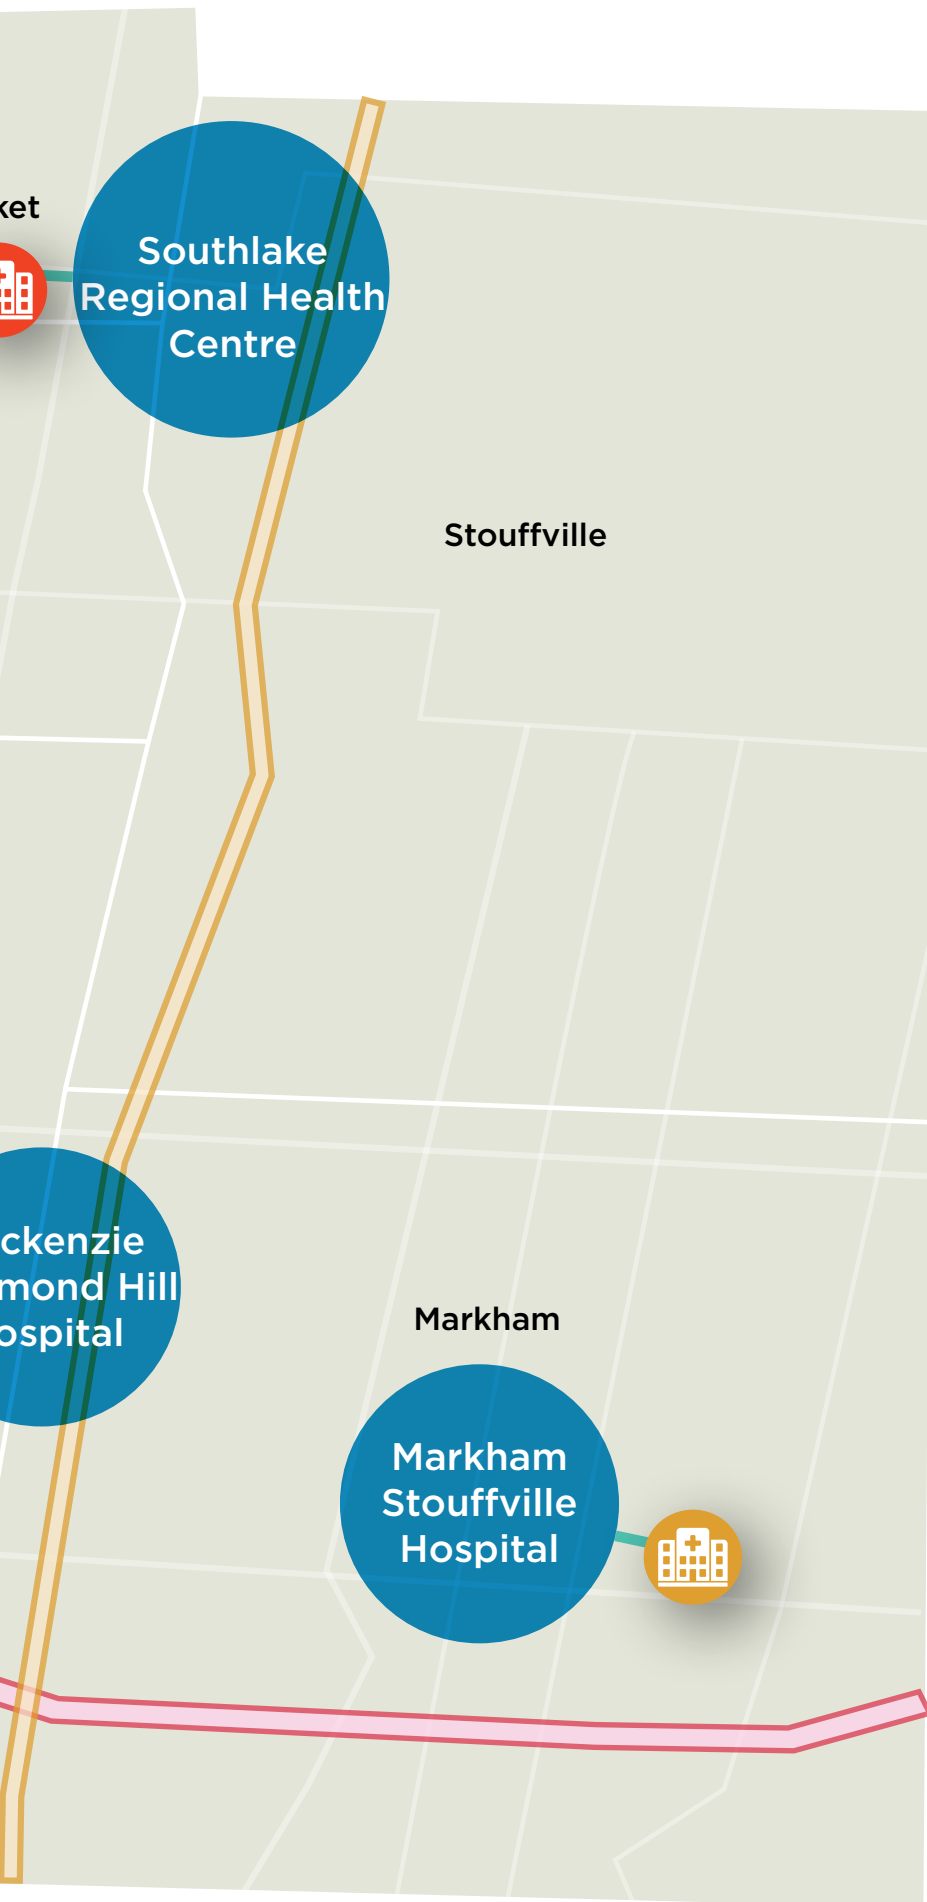 ket
Southlake
Regional Health
Centre
Stouffville
ckenzie
mond Hill
ospital
Markham
Markham
Stouffville
Hospital